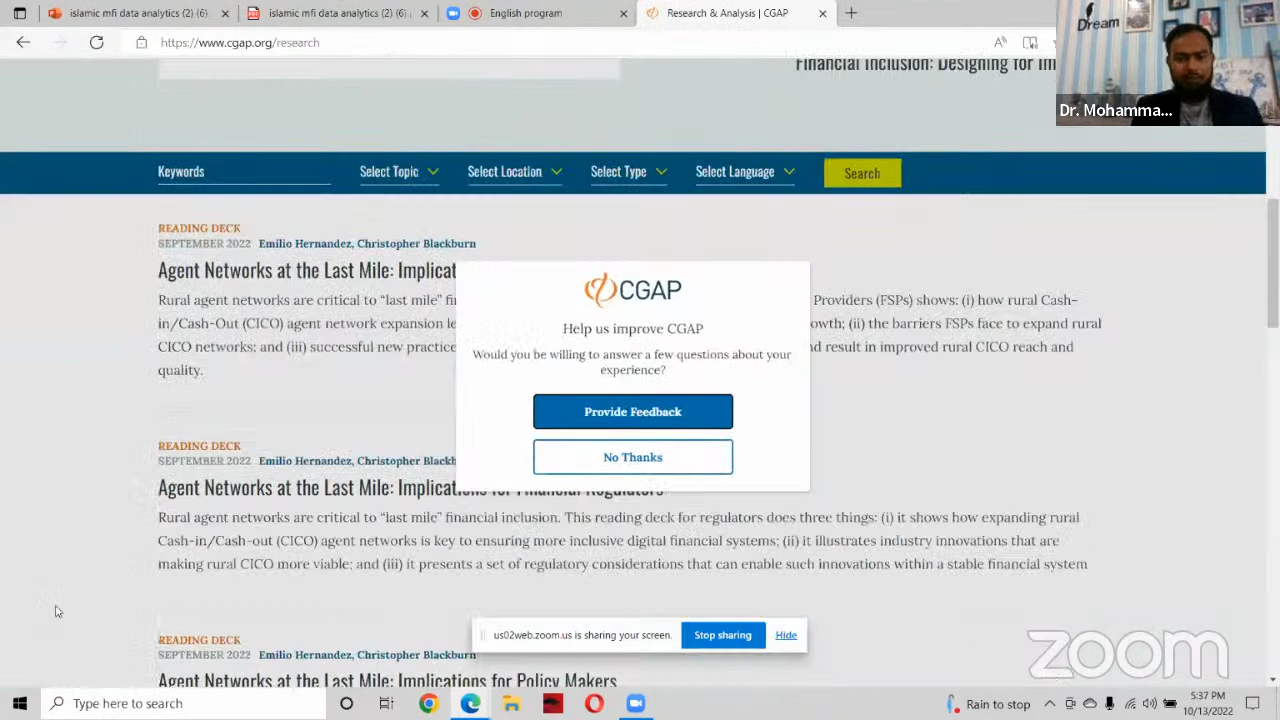 islamic mfi data analytics (2) (6)
islamic mfi data analytics (2) (6)
English program
Research & Analysis | CGAP
https://www.cgap.org/research
Dream
Dr. Mohamma...
Financial Inclusion: Designing for Im
Keywords
Select Topic
Select Location
Select Type
Select Language
Search
READING DECK
SEPTEMBER 2022 Emilio Hernandez, Christopher Blackburn
Agent Networks at the Last Mile: Implicat
Rural agent networks are critical to “last mile” fi Providers (FSPs) shows: (i) how rural Cash-
in/Cash-Out (CICO) agent network expansion le owth; (ii) the barriers FSPs face to expand rural
CICO networks; and (iii) successful new practice d result in improved rural CICO reach and
quality.
CGAP
Help us improve CGAP
Would you be willing to answer a few questions about your
experience?
Provide Feedback
No Thanks
READING DECK
SEPTEMBER 2022 Emilio Hernandez, Christopher Blackb
Agent Networks at the Last Mile: Implications for Financial Regulators
Rural agent networks are critical to “last mile” financial inclusion. This reading deck for regulators does three things: (i) it shows how expanding rural
Cash-in/Cash-out (CICO) agent networks is key to ensuring more inclusive digital financial systems; (ii) it illustrates industry innovations that are
making rural CICO more viable; and (iii) it presents a set of regulatory considerations that can enable such innovations within a stable financial system
READING DECK
SEPTEMBER 2022 Emilio Hernandez, Christopher Blackburn
Agent Networks at the Last Mile: Implications for Policy Makers
us02web.zoom.us is sharing your screen.
Stop sharing
Hide
zoom
Type here to search
Rain to stop
5:37 PM
10/13/2022